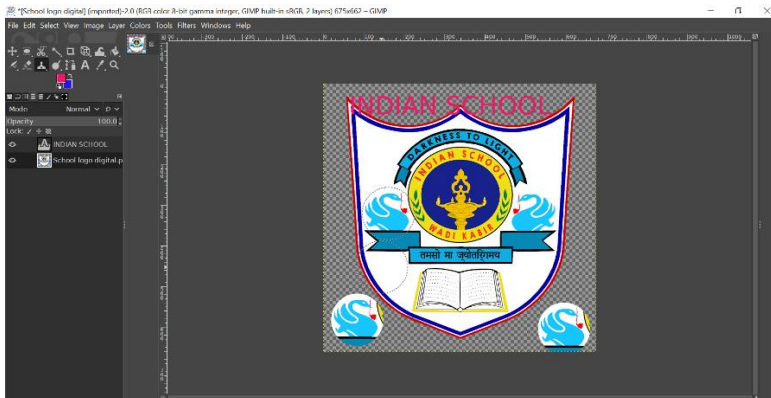 *[School logo digital] (imported)-2.0 (RGB color 8-bit gamma integer, GIMP built-in sRGB, 2 layers) 675x662 – GIMP
File Edit Select View Image Layer Colors Tools Filters Windows Help
Mode Normal
Opacity 100.0
Lock:
INDIAN SCHOOL
School logo digital.p
INDIAN SCHOOL
DARKNESS TO LIGHT
INDIAN SCHOOL
WADI KABIR
तमसो मा ज्योतिर्गमय